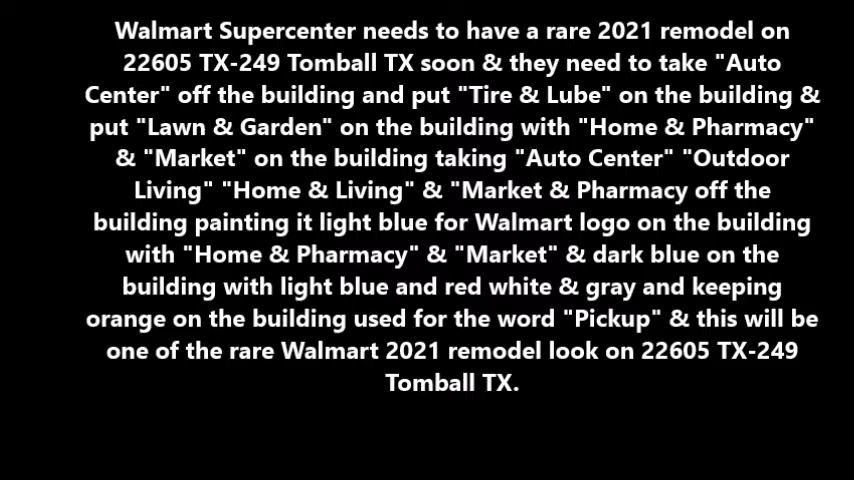 Walmart Supercenter needs to have a rare 2021 remodel on
22605 TX-249 Tomball TX soon & they need to take "Auto
Center" off the building and put "Tire & Lube" on the building &
put "Lawn & Garden" on the building with "Home & Pharmacy"
& "Market" on the building taking "Auto Center" "Outdoor
Living" "Home & Living" & "Market & Pharmacy off the
building painting it light blue for Walmart logo on the building
with "Home & Pharmacy" & "Market" & dark blue on the
building with light blue and red white & gray and keeping
orange on the building used for the word "Pickup" & this will be
one of the rare Walmart 2021 remodel look on 22605 TX-249
Tomball TX.